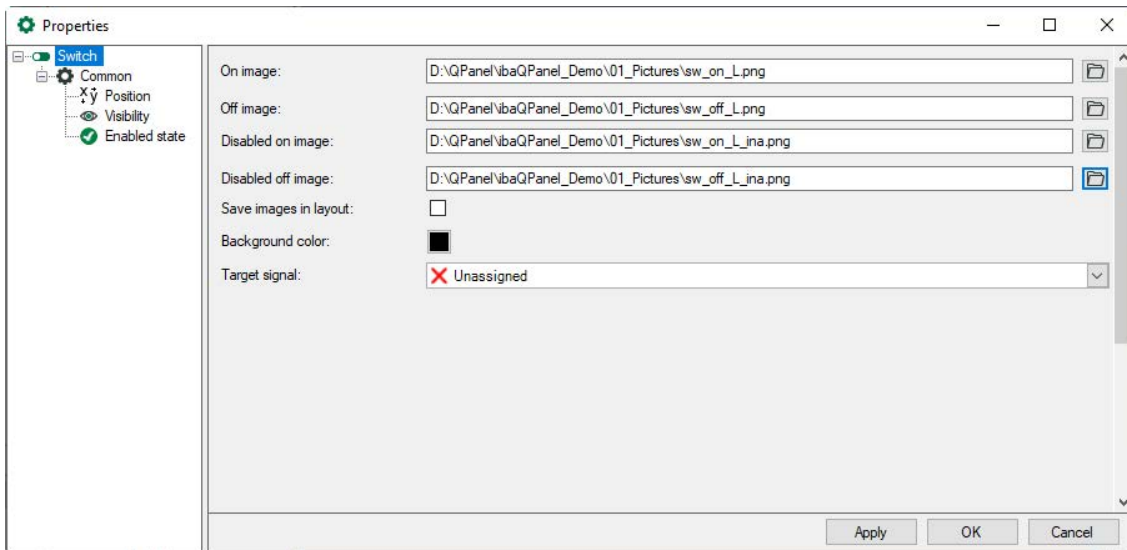 Properties
Switch
Common
Position
Visibility
Enabled state
On image: D:\QPanel\ibaQPanel_Demo\01_Pictures\sw_on_L.png
Off image: D:\QPanel\ibaQPanel_Demo\01_Pictures\sw_off_L.png
Disabled on image: D:\QPanel\ibaQPanel_Demo\01_Pictures\sw_on_L_ina.png
Disabled off image: D:\QPanel\ibaQPanel_Demo\01_Pictures\sw_off_L_ina.png
Save images in layout:
Background color:
Target signal: Unassigned
Apply OK Cancel